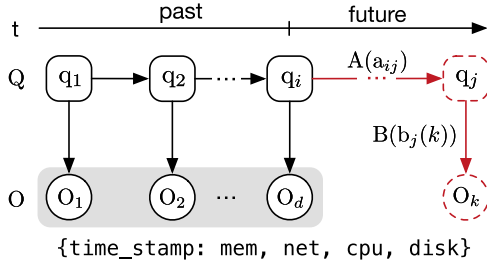 past future
t
Q q1 q2 ... qi A(aij) ... qj
B(bj(k))
O O1 O2 ... Od Ok
{time_stamp: mem, net, cpu, disk}